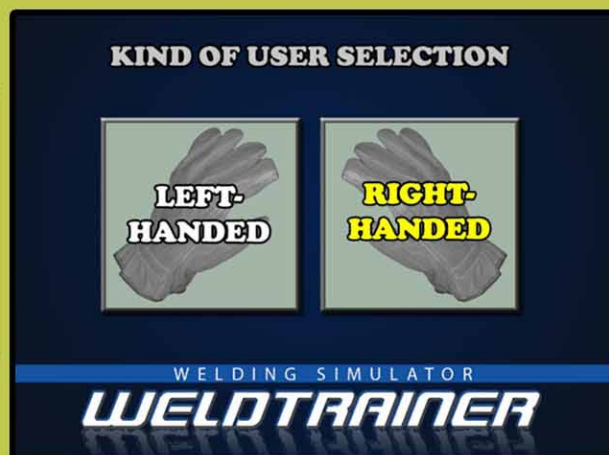 KIND OF USER SELECTION
LEFT-
HANDED
RIGHT-
HANDED
WELDING SIMULATOR
WELDTRAINER